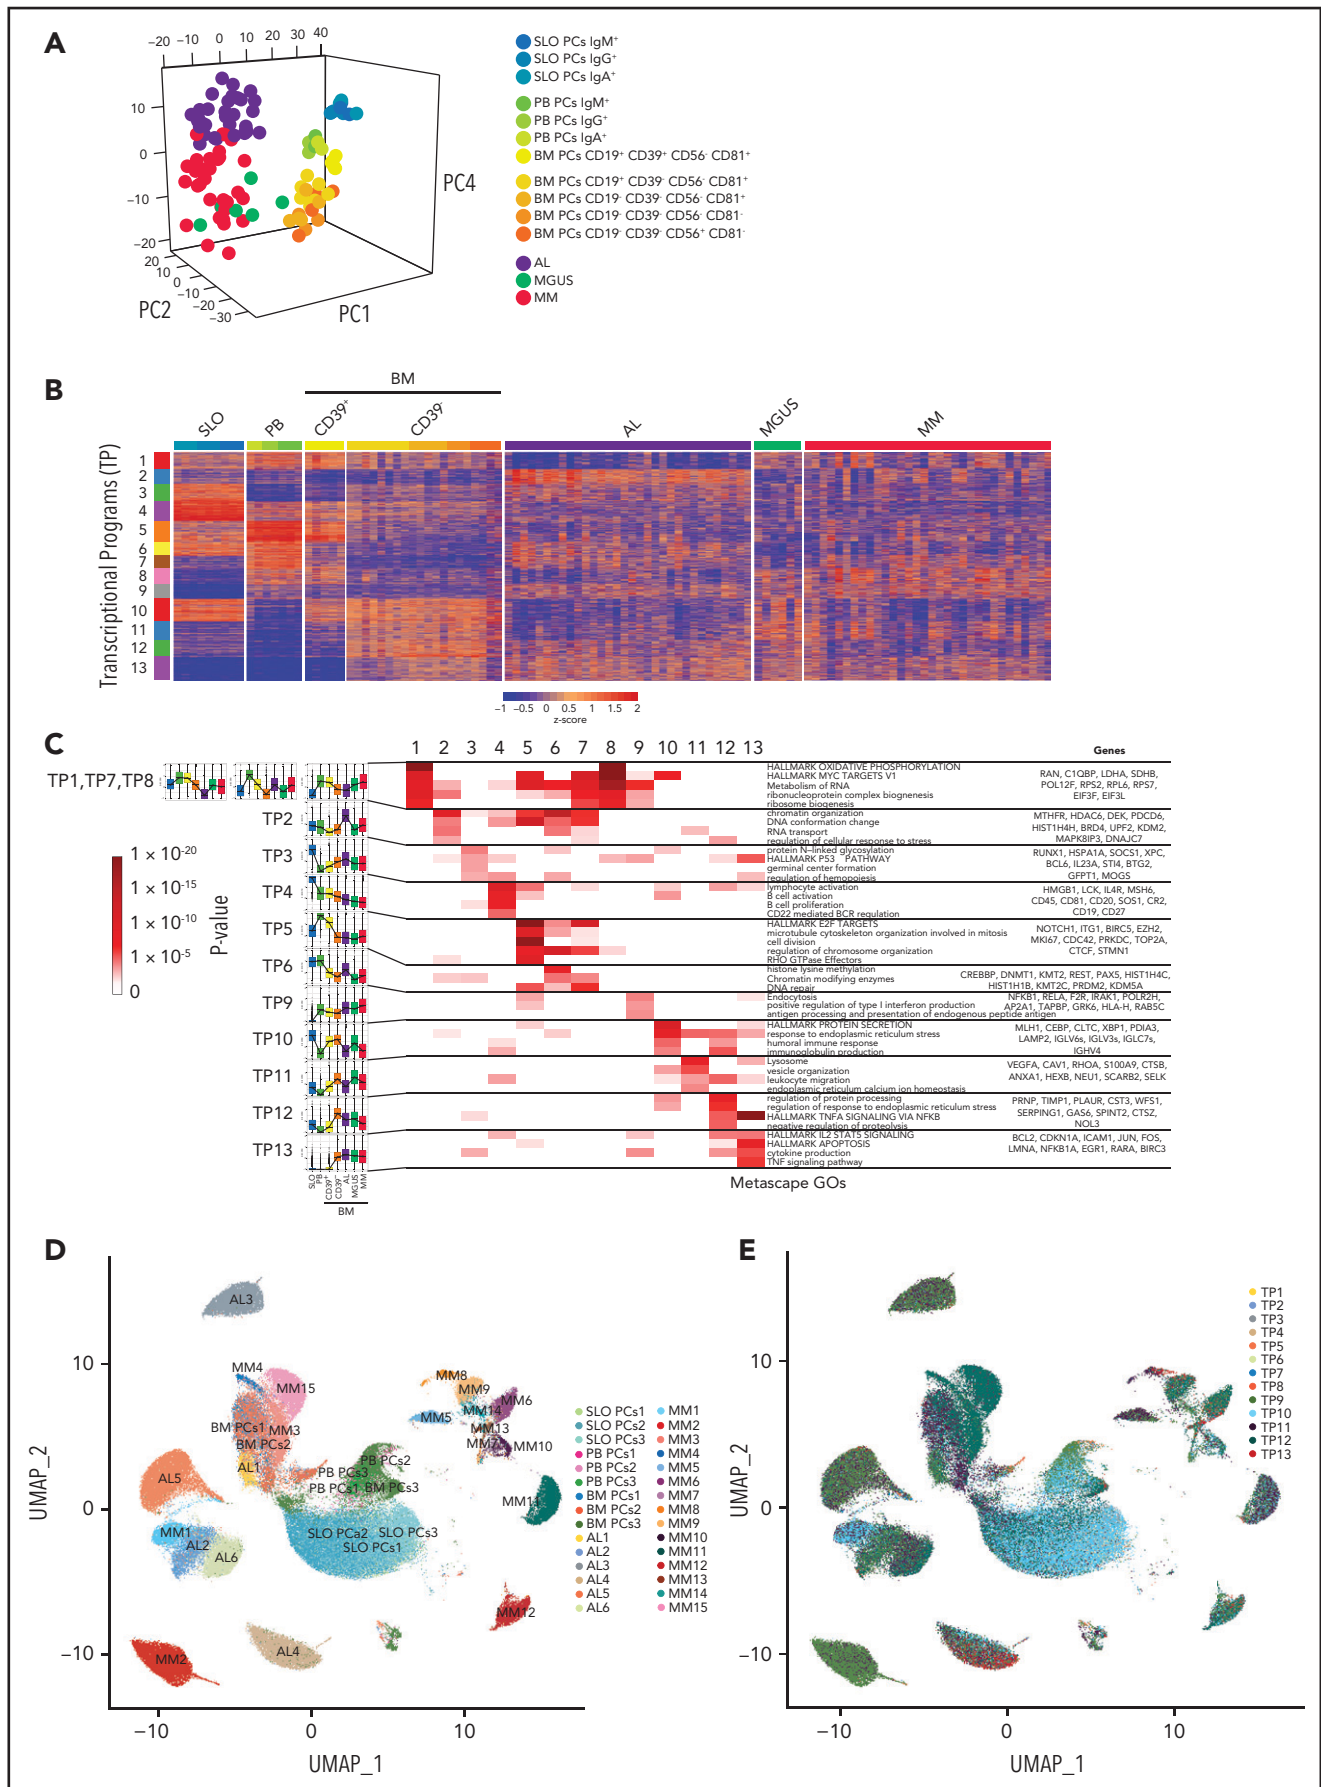 A
−20 −10 0 10 20 30 40
10
0
−10
−20
20
10
0
−10
−20
−30
PC2
PC1
PC4
SLO PCs IgM+
SLO PCs IgG+
SLO PCs IgA+
PB PCs IgM+
PB PCs IgG+
PB PCs IgA+
BM PCs CD19+ CD39+ CD56- CD81+
BM PCs CD19+ CD39- CD56- CD81+
BM PCs CD19- CD39- CD56- CD81+
BM PCs CD19- CD39- CD56- CD81-
BM PCs CD19- CD39- CD56+ CD81-
AL
MGUS
MM
B
BM
SLO PB CD39+ CD39- AL MGUS MM
Transcriptional Programs (TP)
1
2
3
4
5
6
7
8
9
10
11
12
13
−1 −0.5 0 0.5 1 1.5 2
z-score
C
1 2 3 4 5 6 7 8 9 10 11 12 13
Genes
TP1,TP7,TP8
HALLMARK OXIDATIVE PHOSPHORYLATION
HALLMARK MYC TARGETS V1
Metabolism of RNA
ribonucleoprotein complex biognenesis
ribosome biogenesis
RAN, C1QBP, LDHA, SDHB,
POL12F, RPS2, RPL6, RPS7,
EIF3F, EIF3L
TP2
chromatin organization
DNA conformation change
RNA transport
regulation of cellular response to stress
MTHFR, HDAC6, DEK, PDCD6,
HIST1H4H, BRD4, UPF2, KDM2,
MAPK8IP3, DNAJC7
TP3
protein N−linked glycosylation
HALLMARK P53 PATHWAY
germinal center formation
regulation of hemopoiesis
RUNX1, HSPA1A, SOCS1, XPC,
BCL6, IL23A, STI4, BTG2,
GFPT1, MOGS
TP4
lymphocyte activation
B cell activation
B cell proliferation
CD22 mediated BCR regulation
HMGB1, LCK, IL4R, MSH6,
CD45, CD81, CD20, SOS1, CR2,
CD19, CD27
TP5
HALLMARK E2F TARGETS
microtubule cytoskeleton organization involved in mitosis
cell division
regulation of chromosome organization
RHO GTPase Effectors
NOTCH1, ITG1, BIRC5, EZH2,
MKI67, CDC42, PRKDC, TOP2A,
CTCF, STMN1
TP6
histone lysine methylation
Chromatin modifying enzymes
DNA repair
CREBBP, DNMT1, KMT2, REST, PAX5, HIST1H4C,
HIST1H1B, KMT2C, PRDM2, KDM5A
TP9
Endocytosis
positive regulation of type I interferon production
antigen processing and presentation of endogenous peptide antigen
NFKB1, RELA, F2R, IRAK1, POLR2H,
AP2A1, TAPBP, GRK6, HLA-H, RAB5C
TP10
HALLMARK PROTEIN SECRETION
response to endoplasmic reticulum stress
humoral immune response
immunoglobulin production
MLH1, CEBP, CLTC, XBP1, PDIA3,
LAMP2, IGLV6s, IGLV3s, IGLC7s,
IGHV4
TP11
Lysosome
vesicle organization
leukocyte migration
endoplasmic reticulum calcium ion homeostasis
VEGFA, CAV1, RHOA, S100A9, CTSB,
ANXA1, HEXB, NEU1, SCARB2, SELK
TP12
regulation of protein processing
regulation of response to endoplasmic reticulum stress
HALLMARK TNFA SIGNALING VIA NFKB
negative regulation of proteolysis
PRNP, TIMP1, PLAUR, CST3, WFS1,
SERPING1, GAS6, SPINT2, CTSZ,
NOL3
TP13
HALLMARK IL2 STAT5 SIGNALING
HALLMARK APOPTOSIS
cytokine production
TNF signaling pathway
BCL2, CDKN1A, ICAM1, JUN, FOS,
LMNA, NFKB1A, EGR1, RARA, BIRC3
1 × 10-20
1 × 10-15
1 × 10-10
1 × 10-5
0
P-value
SLO PB CD39+ CD39- AL MGUS MM
BM
Metascape GOs
D
UMAP_2
10
0
−10
−10 0 10
UMAP_1
AL3
MM4
MM15
BM PCs1
MM3
BM PCs2
AL1
AL5
MM1
AL2
AL6
PB PCs2
PB PCs3
PB PCs1
BM PCs3
SLO PCa2
SLO PCs3
SLO PCs1
MM8
MM9
MM6
MM14
MM5
MM13
MM7
MM10
MM11
MM12
MM2
AL4
SLO PCs1
SLO PCs2
SLO PCs3
PB PCs1
PB PCs2
PB PCs3
BM PCs1
BM PCs2
BM PCs3
AL1
AL2
AL3
AL4
AL5
AL6
MM1
MM2
MM3
MM4
MM5
MM6
MM7
MM8
MM9
MM10
MM11
MM12
MM13
MM14
MM15
E
UMAP_2
10
0
−10
−10 0 10
UMAP_1
TP1
TP2
TP3
TP4
TP5
TP6
TP7
TP8
TP9
TP10
TP11
TP12
TP13